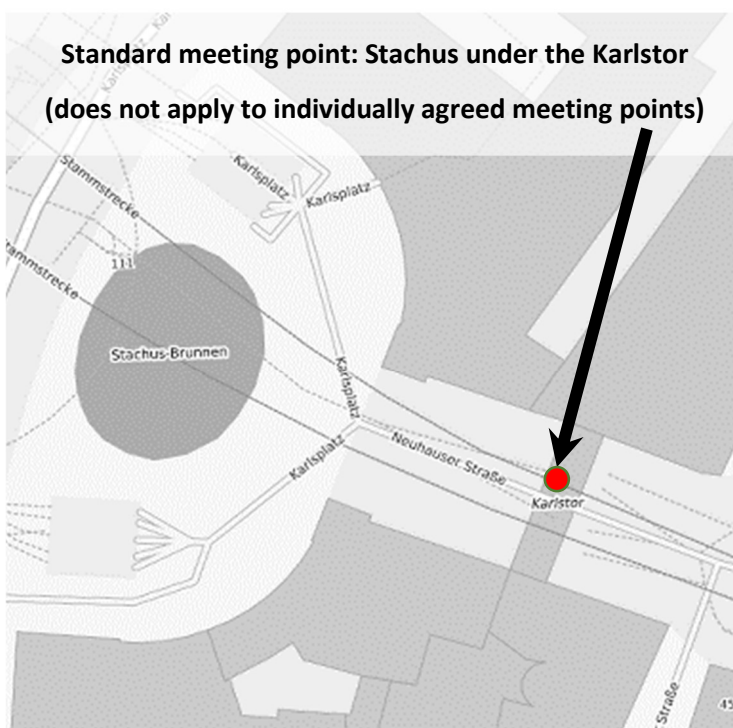 Standard meeting point: Stachus under the Karlstor
(does not apply to individually agreed meeting points)
Stammstrecke
Karlsplatz
Karlsplatz
Stammstrecke
111
Stachus-Brunnen
Karlsplatz
Karlsplatz
Neuhauser Straße
Karlstor
Straße